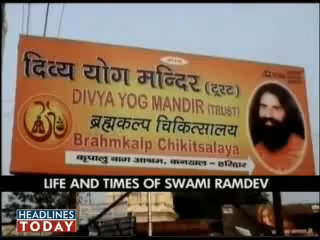 दिव्य योग मन्दिर (ट्रस्ट)
DIVYA YOG MANDIR (TRUST)
ब्रह्मकल्प चिकित्सालय
Brahmkalp Chikitsalaya
कृपालु बाग आश्रम, कनखल - हरिद्वार
LIFE AND TIMES OF SWAMI RAMDEV
HEADLINES
TODAY